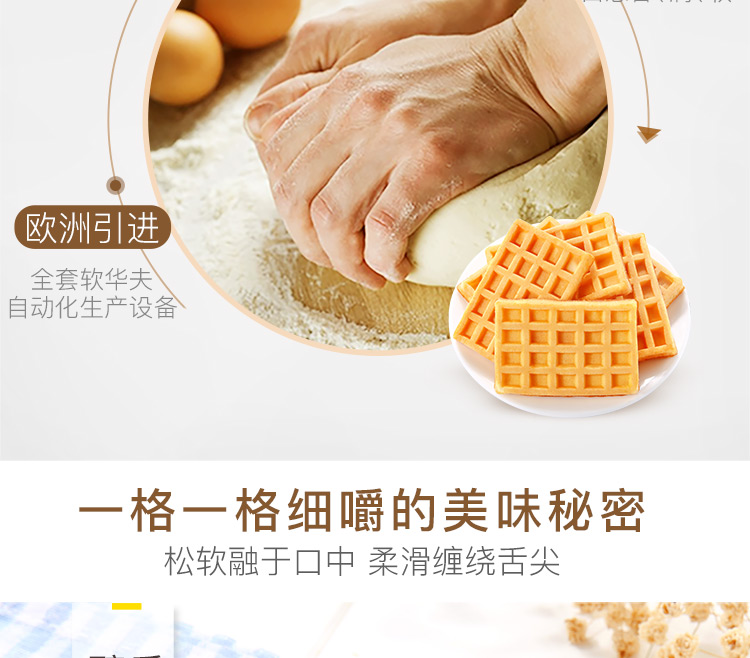 欧洲引进
全套软华夫
自动化生产设备
一格一格细嚼的美味秘密
松软融于口中 柔滑缠绕舌尖